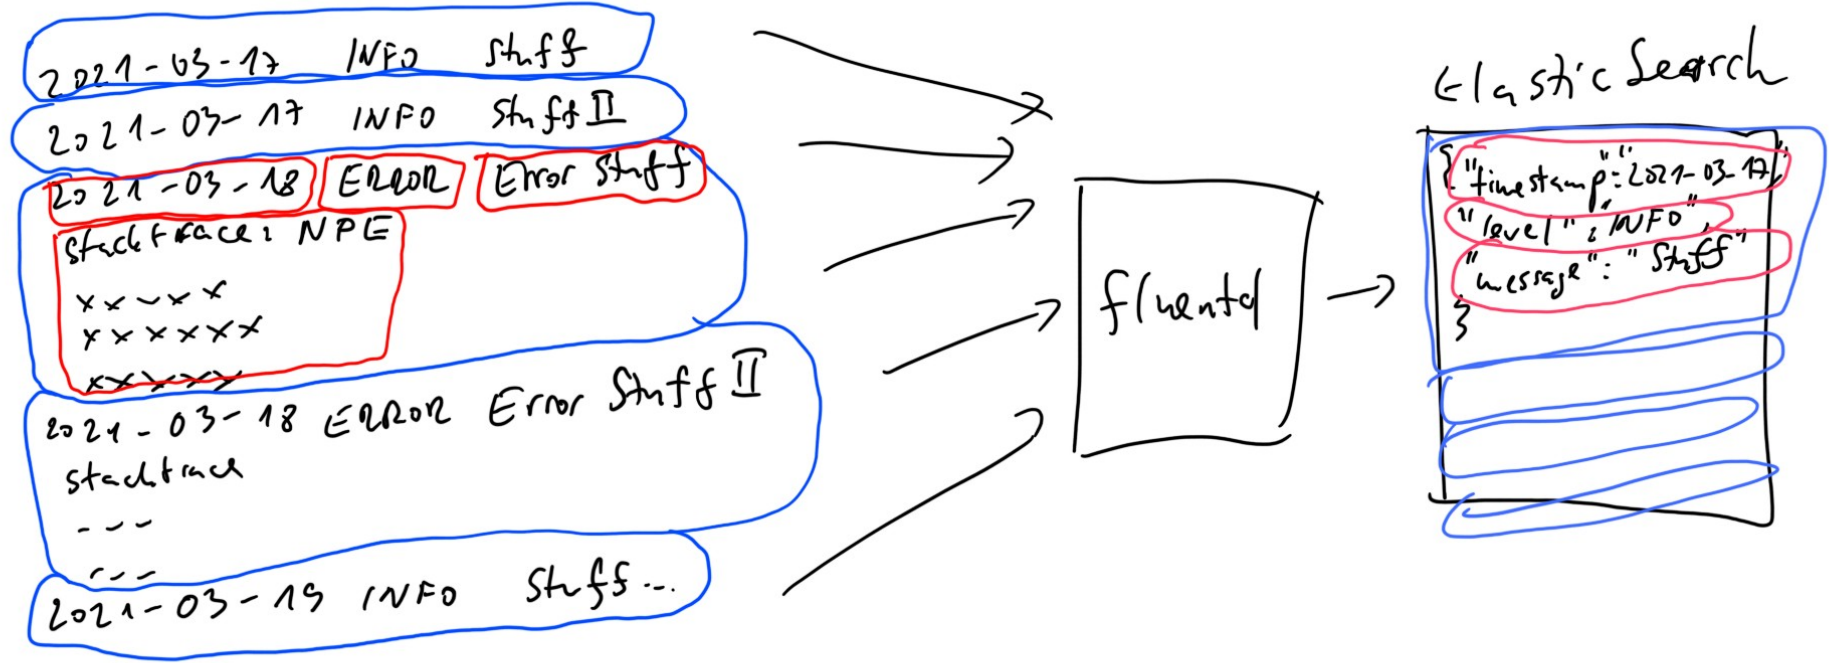 2021-03-17 INFO Stuff
2021-03-17 INFO Stuff II
2021-03-18 ERROR Error Stuff
stacktrace: NPE
x x x x x
x x x x x x
x x x x x
2021-03-18 ERROR Error Stuff II
stacktrace
---
---
2021-03-19 INFO Stuff...
fluentd
Elastic Search
{ "timestamp": "2021-03-17",
"level": "INFO",
"message": "Stuff"
}